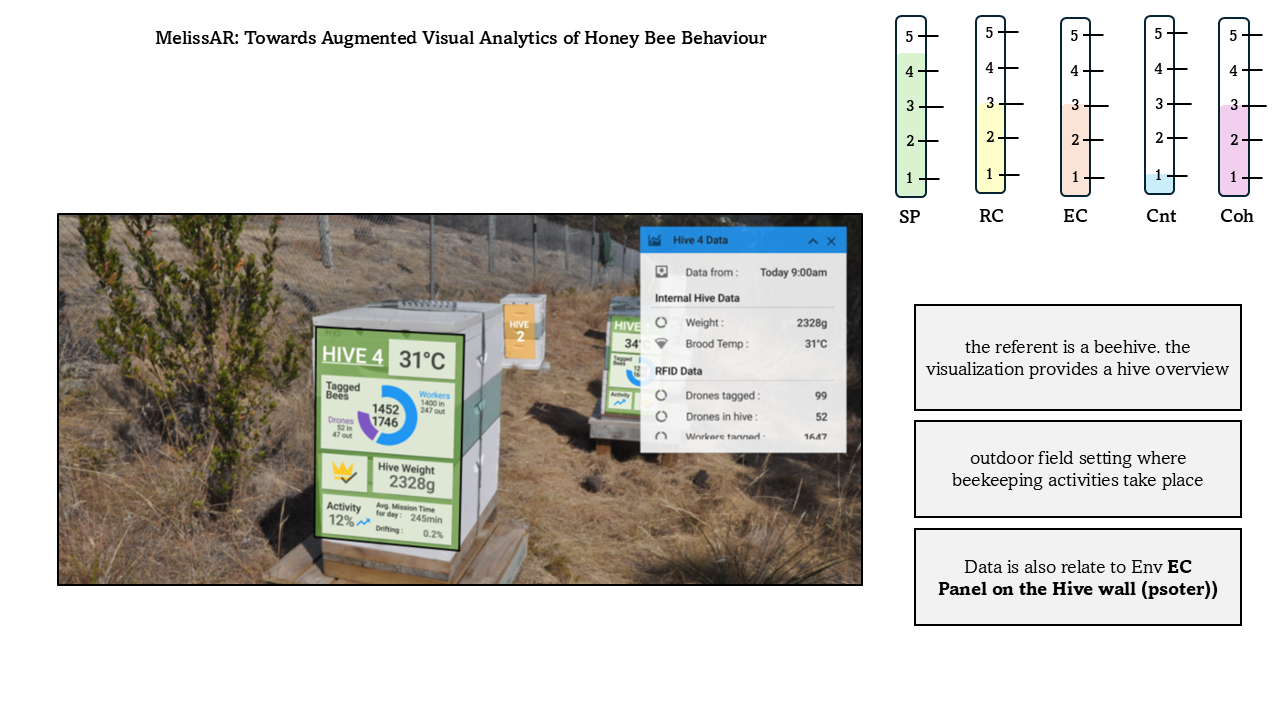 MelissAR: Towards Augmented Visual Analytics of Honey Bee Behaviour
5 5 5 5 5
4 4 4 4 4
3 3 3 3 3
2 2 2 2 2
1 1 1 1 1
SP RC EC Cnt Coh
HIVE 4 31°C
Tagged
Bees
Workers
1400 in
247 out
1452
1746
Drones
52 in
47 out
Hive Weight
2328g
Activity
12%
Avg. Mission Time
for day : 245min
Drifting : 0.2%
HIVE
2
HIVE
34°C
Tagged
Bees
Activity
Hive 4 Data
Data from : Today 9:00am
Internal Hive Data
Weight : 2328g
Brood Temp : 31°C
RFID Data
Drones tagged : 99
Drones in hive : 52
Workers tagged : 1647
the referent is a beehive. the
visualization provides a hive overview
outdoor field setting where
beekeeping activities take place
Data is also relate to Env EC
Panel on the Hive wall (psoter))